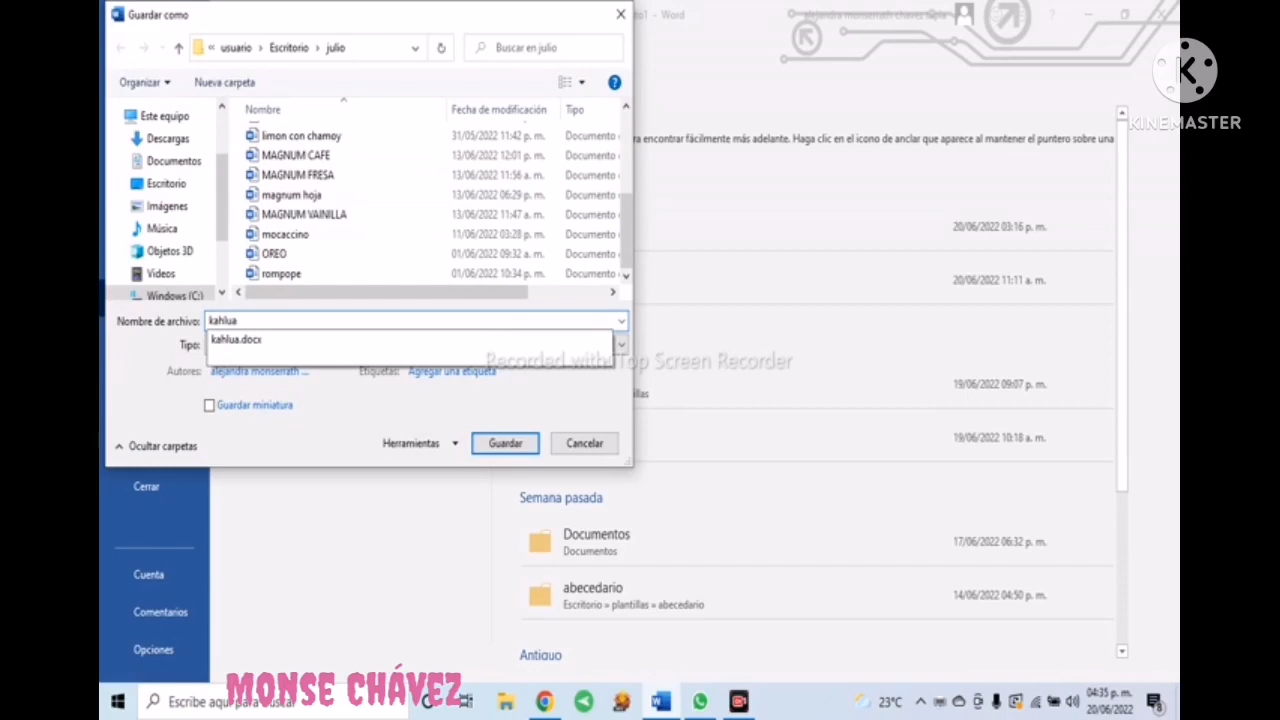 Guardar como
usuario › Escritorio › julio
Buscar en julio
Organizar
Nueva carpeta
Este equipo
Descargas
Documentos
Escritorio
Imágenes
Música
Objetos 3D
Videos
Windows (C:)
Nombre
Fecha de modificación
Tipo
limon con chamoy 31/05/2022 11:42 p. m. Documento
MAGNUM CAFE 13/06/2022 12:01 p. m. Documento
MAGNUM FRESA 13/06/2022 11:56 a. m. Documento
magnum hoja 13/06/2022 06:29 p. m. Documento
MAGNUM VAINILLA 13/06/2022 11:47 a. m. Documento
mocaccino 11/06/2022 03:28 p. m. Documento
OREO 01/06/2022 09:32 a. m. Documento
rompope 01/06/2022 10:34 p. m. Documento
Nombre de archivo: kahlua
kahlua.docx
Tipo:
Autores: alejandra monserrath ...
Etiquetas: Agregar una etiqueta
Guardar miniatura
Ocultar carpetas
Herramientas
Guardar
Cancelar
- Word
alejandra monserrath chavez tapia
K
KINEMASTER
encontrar fácilmente más adelante. Haga clic en el icono de anclar que aparece al mantener el puntero sobre una
20/06/2022 03:16 p. m.
20/06/2022 11:11 a. m.
Recorded with Top Screen Recorder
19/06/2022 09:07 p. m.
19/06/2022 10:18 a. m.
Cerrar
Cuenta
Comentarios
Opciones
Semana pasada
Documentos
Documentos
17/06/2022 06:32 p. m.
abecedario
Escritorio » plantillas » abecedario
14/06/2022 04:50 p. m.
Antiguo
MONSE CHÁVEZ
Escribe aquí para buscar
23°C
04:35 p. m.
20/06/2022
8